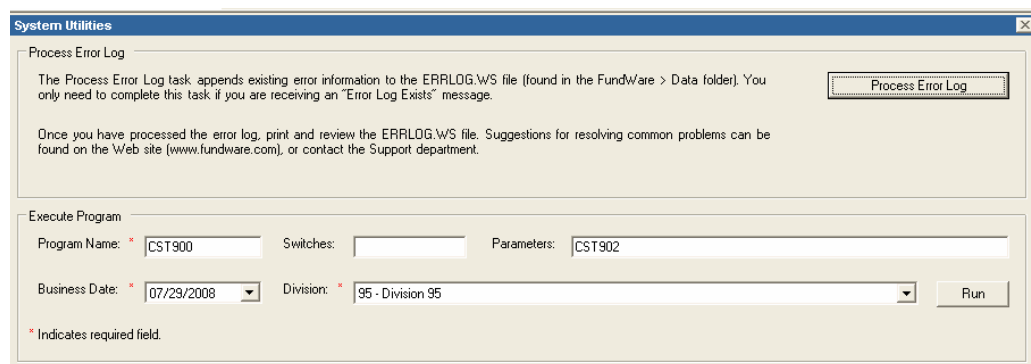 System Utilities
Process Error Log
The Process Error Log task appends existing error information to the ERRLOG.WS file (found in the FundWare > Data folder). You
only need to complete this task if you are receiving an "Error Log Exists" message.
Process Error Log
Once you have processed the error log, print and review the ERRLOG.WS file. Suggestions for resolving common problems can be
found on the Web site (www.fundware.com), or contact the Support department.
Execute Program
Program Name: * CST900 Switches: Parameters: CST902
Business Date: * 07/29/2008 Division: * 95 - Division 95 Run
* Indicates required field.